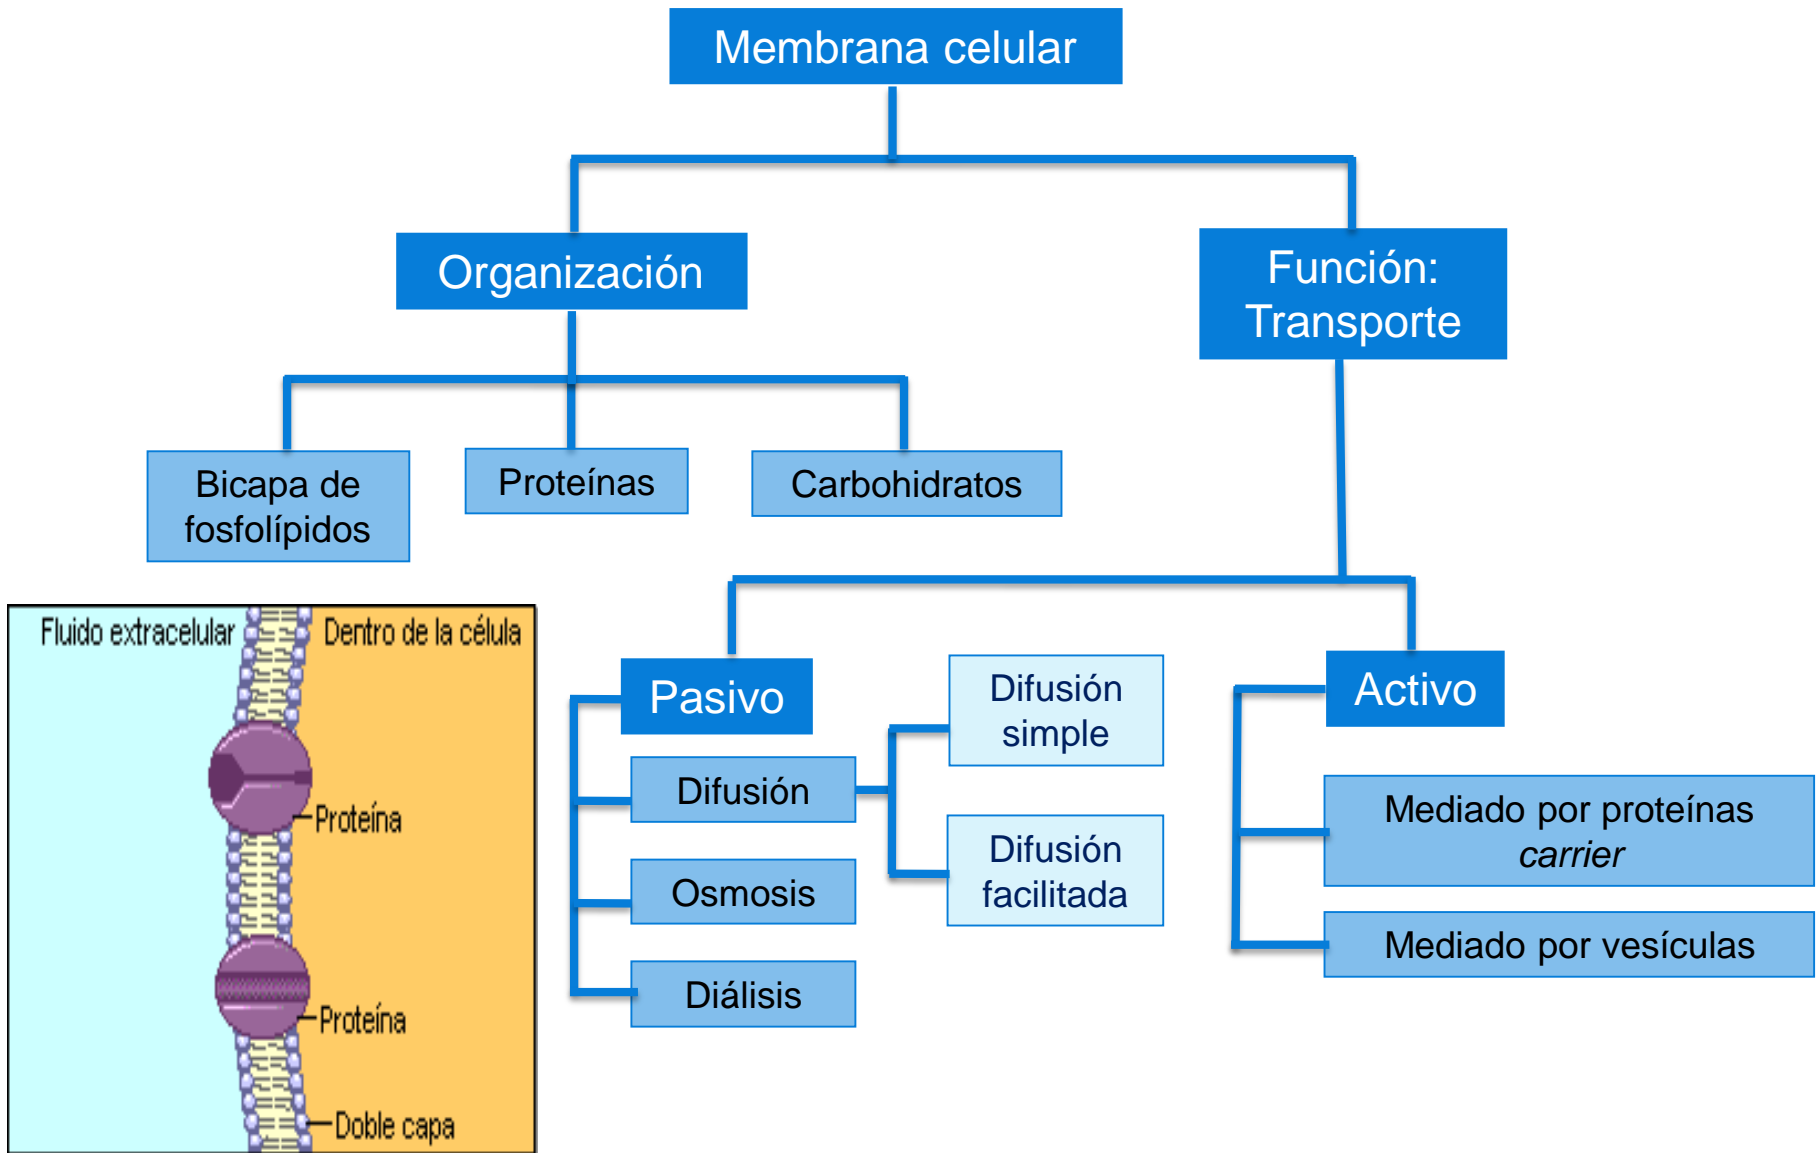 Membrana celular
Organización
Función:
Transporte
Bicapa de
fosfolípidos
Proteínas
Carbohidratos
Fluido extracelular
Dentro de la célula
Proteína
Proteína
Doble capa
Pasivo
Difusión
Osmosis
Diálisis
Difusión
simple
Difusión
facilitada
Activo
Mediado por proteínas
carrier
Mediado por vesículas